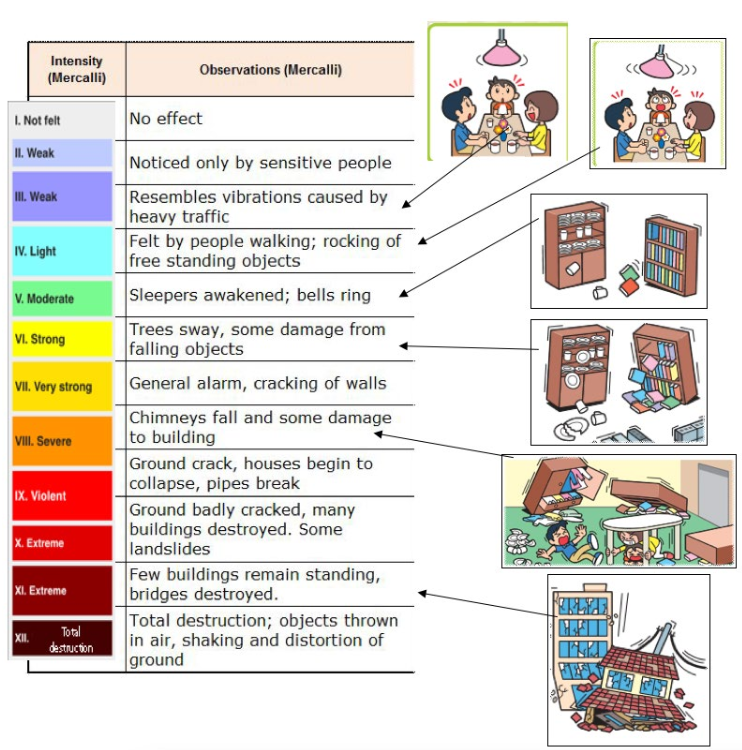 Intensity
(Mercalli)
Observations (Mercalli)
I. Not felt
No effect
II. Weak
Noticed only by sensitive people
III. Weak
Resembles vibrations caused by
heavy traffic
IV. Light
Felt by people walking; rocking of
free standing objects
V. Moderate
Sleepers awakened; bells ring
VI. Strong
Trees sway, some damage from
falling objects
VII. Very strong
General alarm, cracking of walls
VIII. Severe
Chimneys fall and some damage
to building
IX. Violent
Ground crack, houses begin to
collapse, pipes break
X. Extreme
Ground badly cracked, many
buildings destroyed. Some
landslides
XI. Extreme
Few buildings remain standing,
bridges destroyed.
XII. Total
destruction
Total destruction; objects thrown
in air, shaking and distortion of
ground